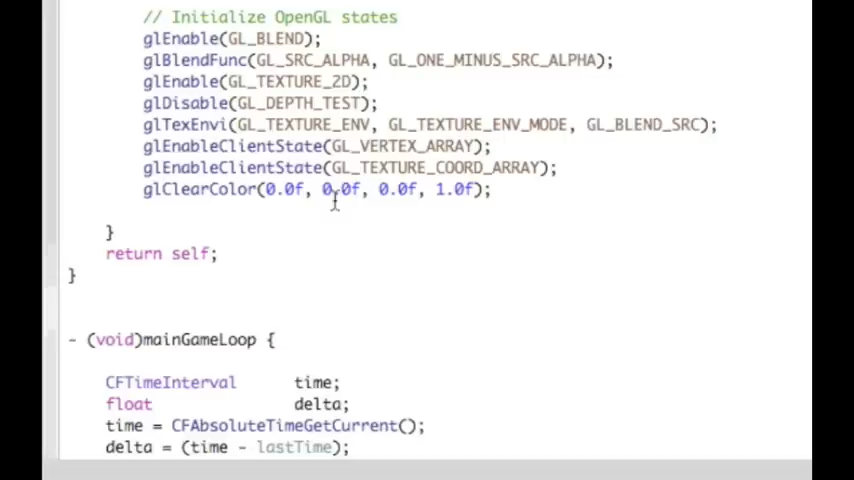 // Initialize OpenGL states
glEnable(GL_BLEND);
glBlendFunc(GL_SRC_ALPHA, GL_ONE_MINUS_SRC_ALPHA);
glEnable(GL_TEXTURE_2D);
glDisable(GL_DEPTH_TEST);
glTexEnvi(GL_TEXTURE_ENV, GL_TEXTURE_ENV_MODE, GL_BLEND_SRC);
glEnableClientState(GL_VERTEX_ARRAY);
glEnableClientState(GL_TEXTURE_COORD_ARRAY);
glClearColor(0.0f, 0.0f, 0.0f, 1.0f);
}
return self;
}
- (void)mainGameLoop {
CFTimeInterval time;
float delta;
time = CFAbsoluteTimeGetCurrent();
delta = (time - lastTime);